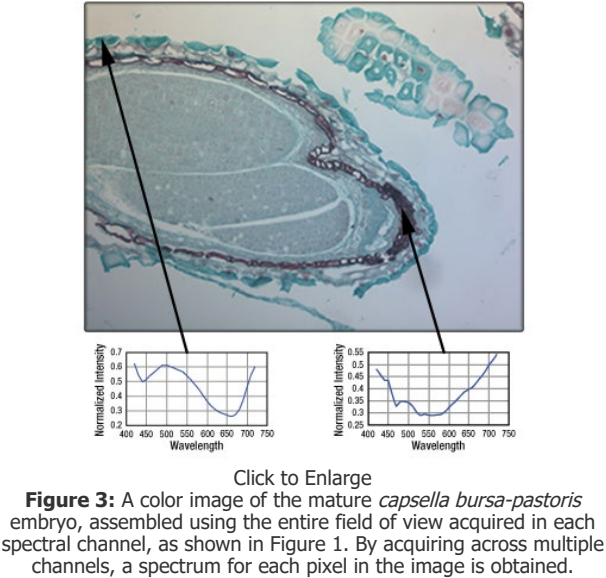 0.7
0.6
0.5
0.4
0.3
0.2
400 450 500 550 600 650 700 750
Normalized Intensity
Wavelength
0.55
0.5
0.45
0.4
0.35
0.3
0.25
400 450 500 550 600 650 700 750
Normalized Intensity
Wavelength
Click to Enlarge
Figure 3: A color image of the mature capsella bursa-pastoris
embryo, assembled using the entire field of view acquired in each
spectral channel, as shown in Figure 1. By acquiring across multiple
channels, a spectrum for each pixel in the image is obtained.